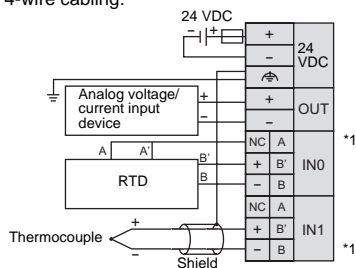 4-wire cabling:
24 VDC
− + +
− 24 VDC
Analog voltage/ current input device + + OUT
− −
A A' NC A *1
RTD B' + B' IN0
B − B
NC A
Thermocouple + + B' IN1
− − B *1
Shield